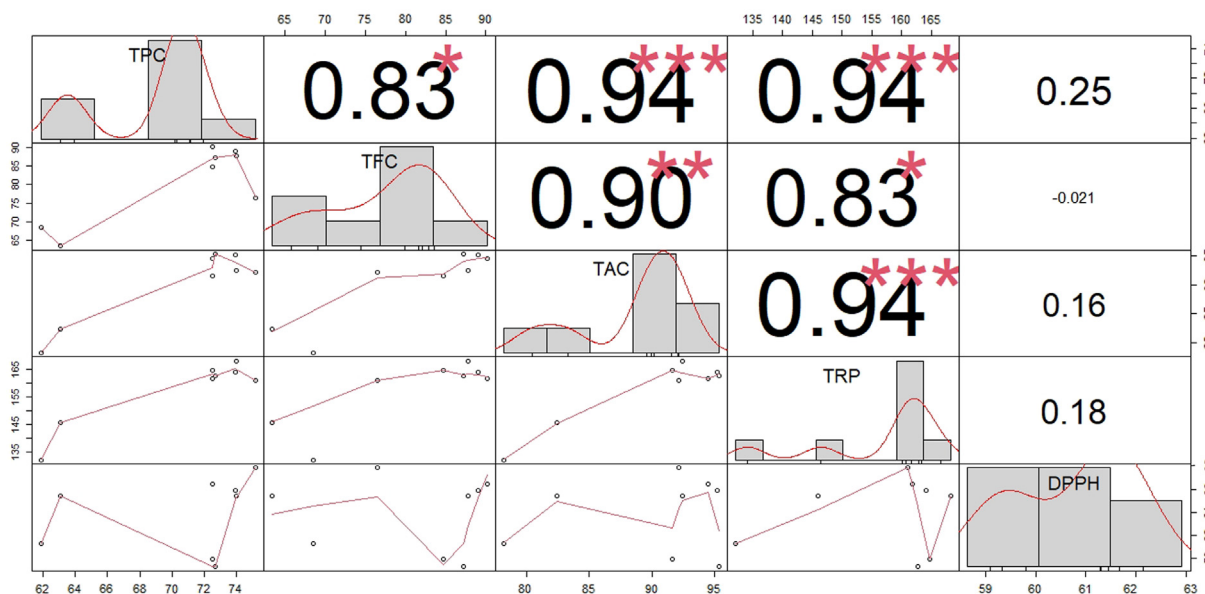 65 70 75 80 85 90 135 140 145 150 155 160 165
TPC 0.83* 0.94*** 0.94*** 0.25
90 85 80 75 70 65 TFC 0.90** 0.83* -0.021
TAC 0.94*** 0.16
165 155 145 135 TRP 0.18
DPPH
62 64 66 68 70 72 74 80 85 90 95 59 60 61 62 63